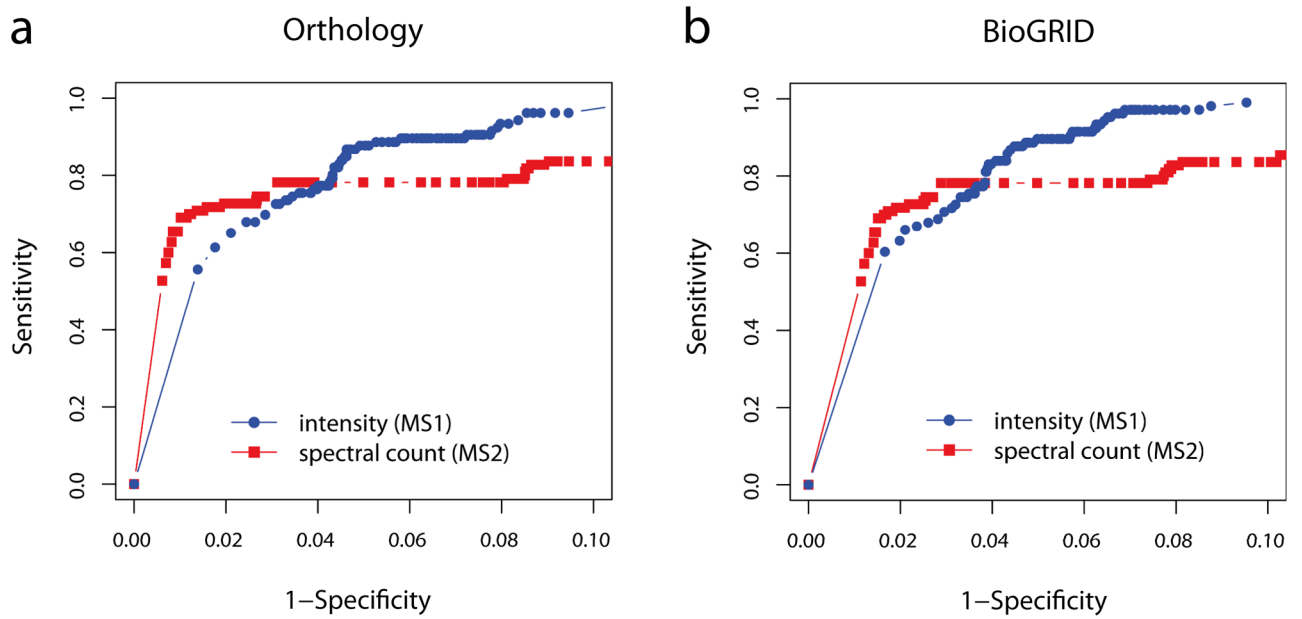 a
Orthology
Sensitivity
1.0
0.8
0.6
0.4
0.2
0.0
intensity (MS1)
spectral count (MS2)
0.00 0.02 0.04 0.06 0.08 0.10
1−Specificity
b
BioGRID
Sensitivity
1.0
0.8
0.6
0.4
0.2
0.0
intensity (MS1)
spectral count (MS2)
0.00 0.02 0.04 0.06 0.08 0.10
1−Specificity